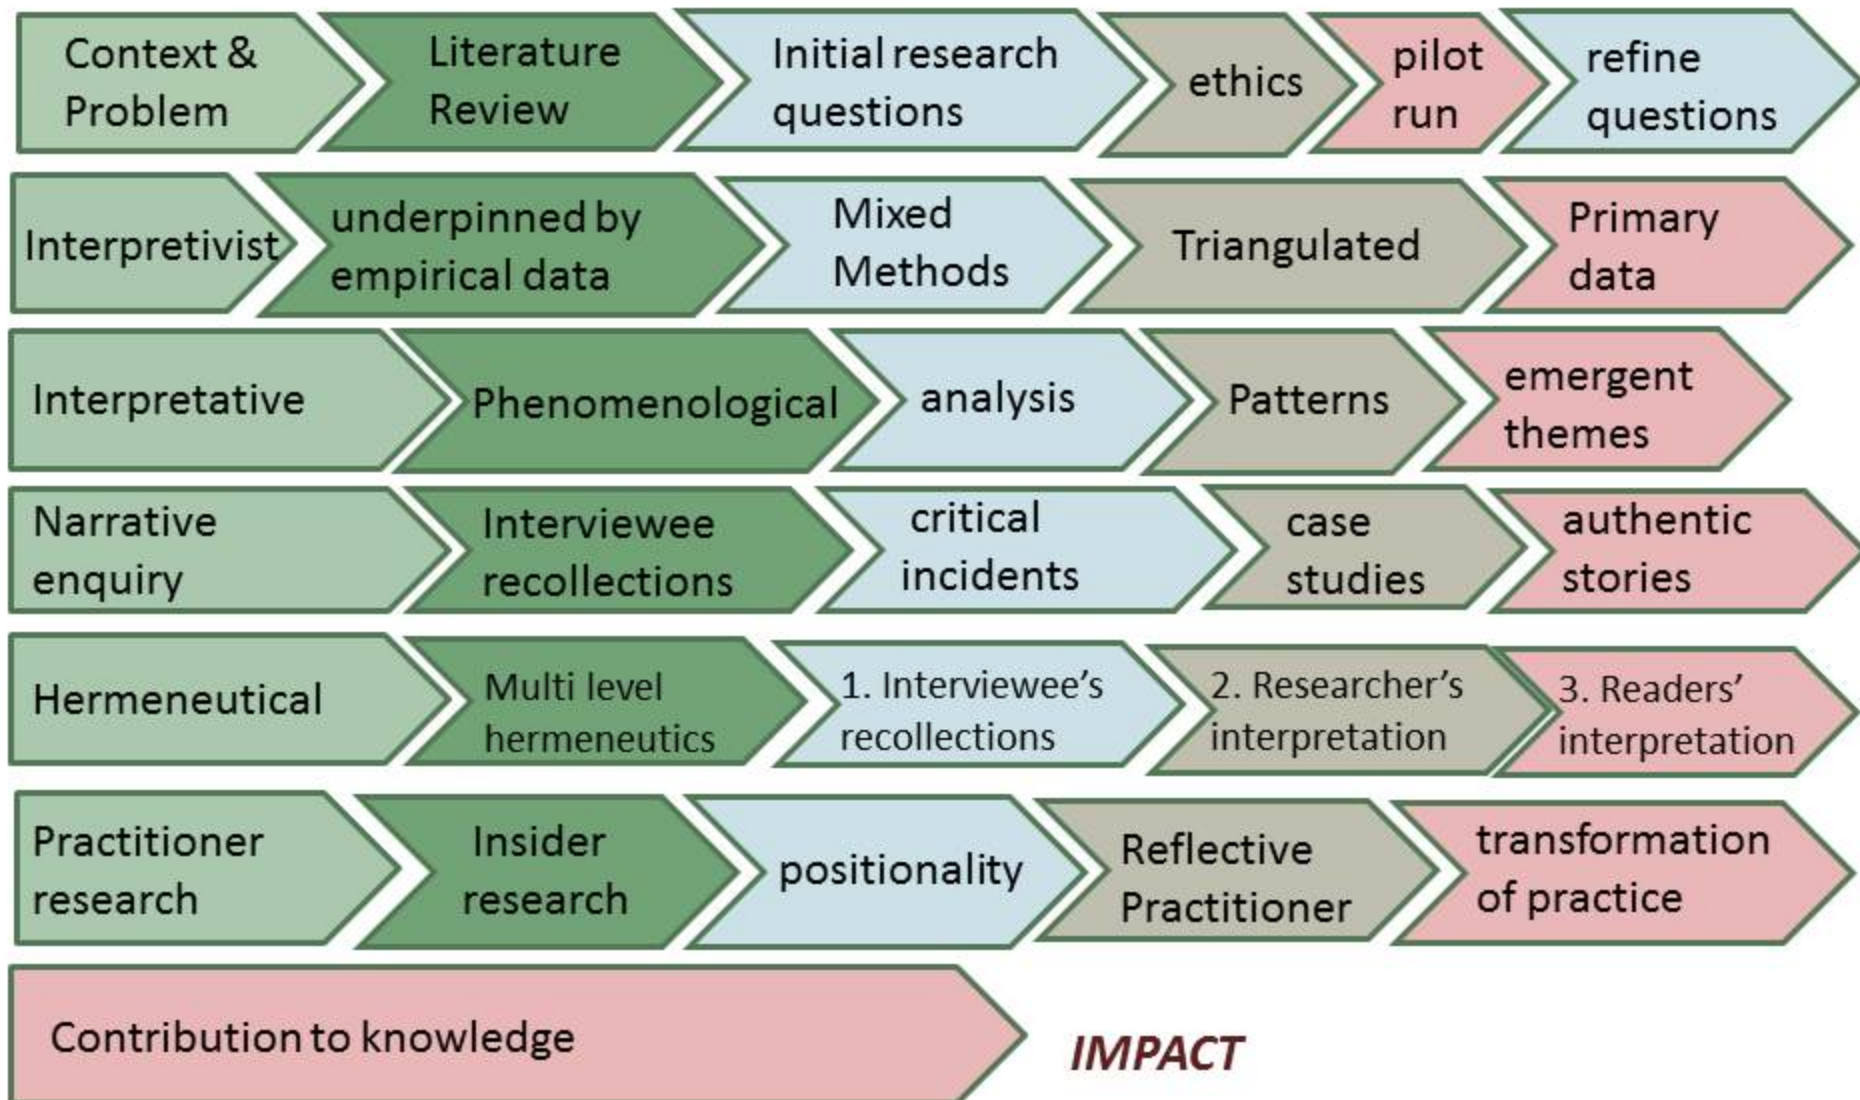 Context &
Problem
Literature
Review
Initial research
questions
ethics
pilot
run
refine
questions
Interpretivist
underpinned by
empirical data
Mixed
Methods
Triangulated
Primary
data
Interpretative
Phenomenological
analysis
Patterns
emergent
themes
Narrative
enquiry
Interviewee
recollections
critical
incidents
case
studies
authentic
stories
Hermeneutical
Multi level
hermeneutics
1. Interviewee’s
recollections
2. Researcher’s
interpretation
3. Readers’
interpretation
Practitioner
research
Insider
research
positionality
Reflective
Practitioner
transformation
of practice
Contribution to knowledge
IMPACT